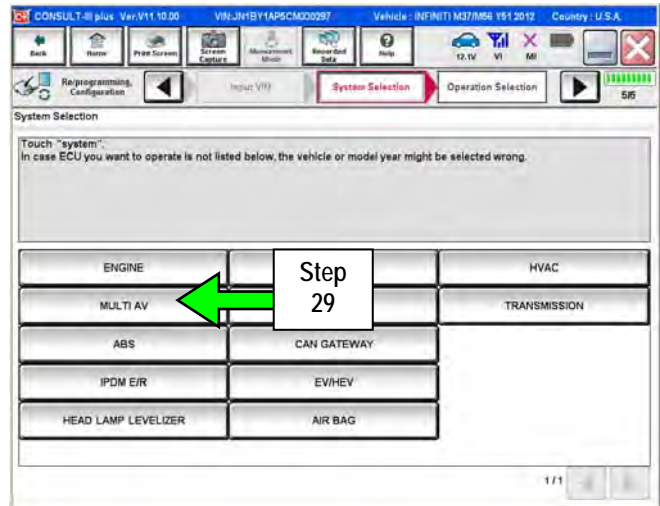 CONSULT-III plus Ver.V11.10.00 VIN:JN1BY1AP5CM300297 Vehicle : INFINITI M37/M56 Y51 2012 Country : U.S.A.
Back Home Print Screen Screen Capture Measurement Mode Recorded Data Help 12.1V VI MI
Re/programming, Configuration Input VIN System Selection Operation Selection 5/6
System Selection
Touch "system".
In case ECU you want to operate is not listed below, the vehicle or model year might be selected wrong.
ENGINE HVAC
MULTI AV TRANSMISSION
Step
29
ABS CAN GATEWAY
IPDM E/R EV/HEV
HEAD LAMP LEVELIZER AIR BAG
1/1